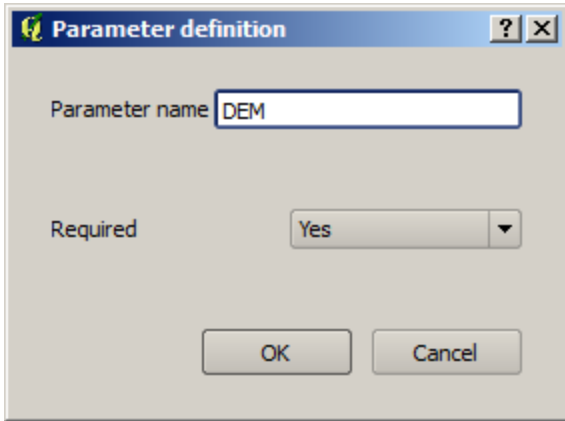 Parameter definition
Parameter name DEM
Required Yes
OK Cancel